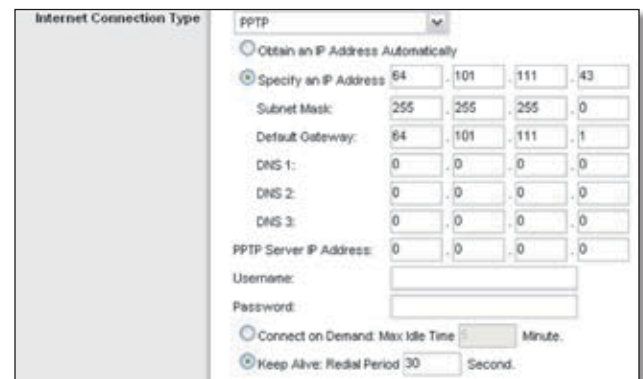 Internet Connection Type PPTP
Obtain an IP Address Automatically
Specify an IP Address 64 . 101 . 111 . 43
Subnet Mask: 255 . 255 . 255 . 0
Default Gateway: 64 . 101 . 111 . 1
DNS 1: 0 . 0 . 0 . 0
DNS 2: 0 . 0 . 0 . 0
DNS 3: 0 . 0 . 0 . 0
PPTP Server IP Address: 0 . 0 . 0 . 0
Username:
Password:
Connect on Demand: Max Idle Time 5 Minute.
Keep Alive: Redial Period 30 Second.